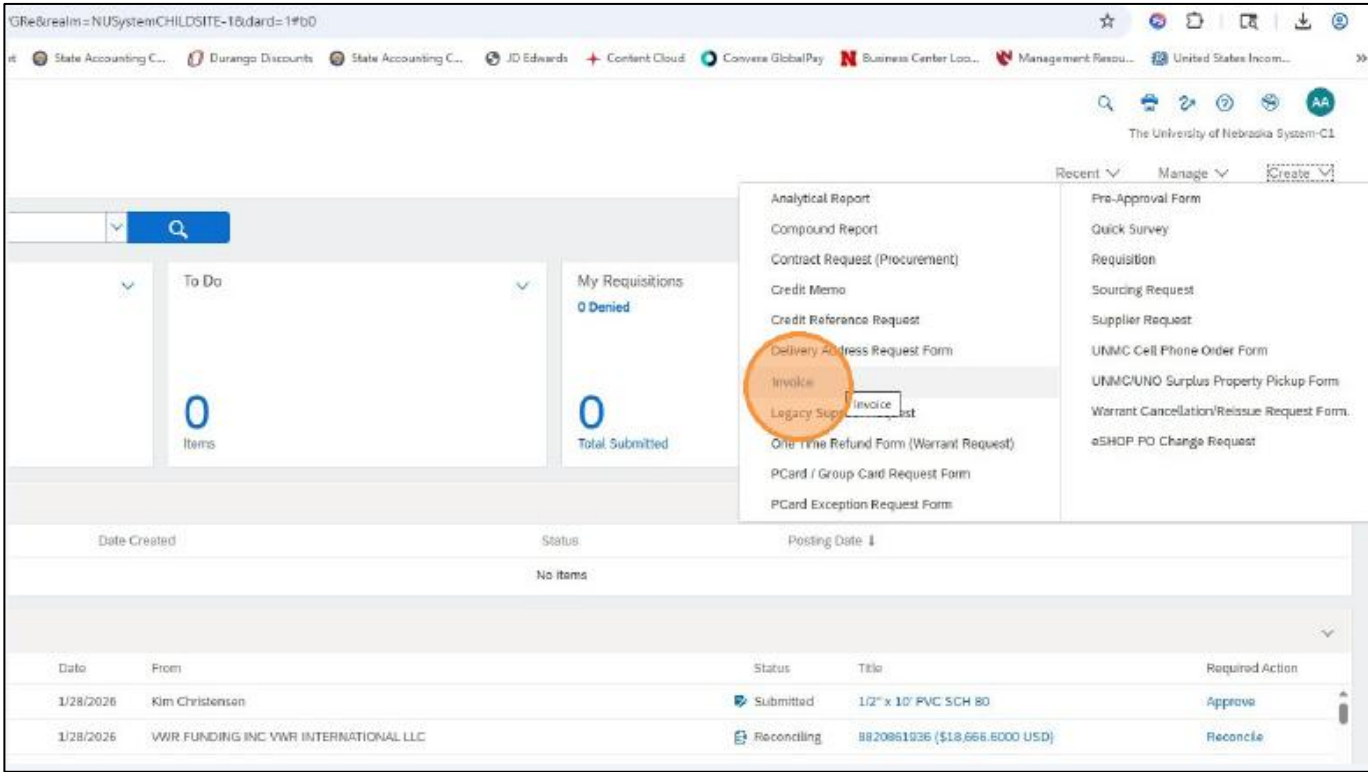 'GRe&realm=NUSystemCHILDSITE-1&dard=1#b0
State Accounting C... Durango Discounts State Accounting C... JD Edwards Content Cloud Convera GlobalPay Business Center Loo... Management Resou... United States Incom... »
AA
The University of Nebraska System-C1
Recent Manage Create
Analytical Report
Compound Report
Contract Request (Procurement)
Credit Memo
Credit Reference Request
Delivery Address Request Form
Invoice
Invoice
Legacy Supp est
One Time Refund Form (Warrant Request)
PCard / Group Card Request Form
PCard Exception Request Form
Pre-Approval Form
Quick Survey
Requisition
Sourcing Request
Supplier Request
UNMC Cell Phone Order Form
UNMC/UNO Surplus Property Pickup Form
Warrant Cancellation/Reissue Request Form.
eSHOP PO Change Request
To Do
0
Items
My Requisitions
0 Denied
0
Total Submitted
Date Created Status Posting Date ↓
No items
Date From Status Title Required Action
1/28/2026 Kim Christensen Submitted 1/2" x 10' PVC SCH 80 Approve
1/28/2026 VWR FUNDING INC VWR INTERNATIONAL LLC Reconciling 8820861936 ($18,666.6000 USD) Reconcile